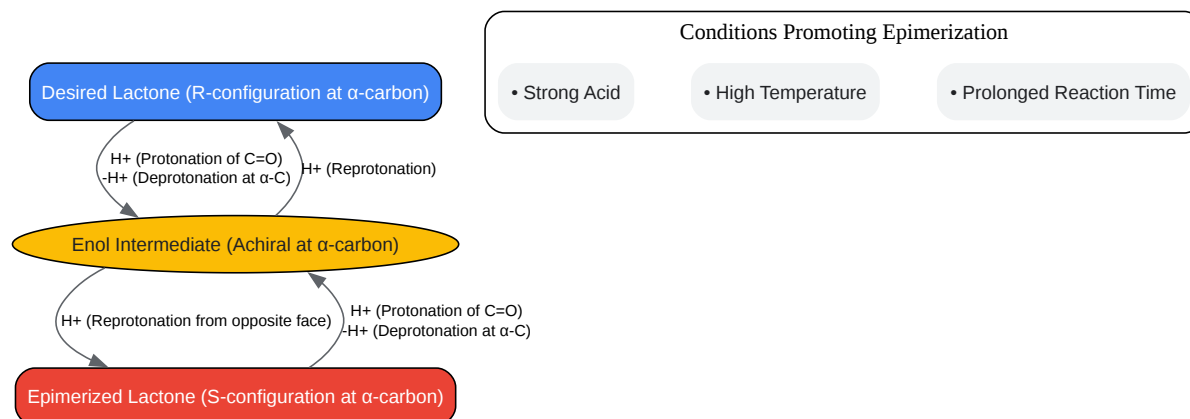 Conditions Promoting Epimerization
• Strong Acid
• High Temperature
• Prolonged Reaction Time
Desired Lactone (R-configuration at α-carbon)
H+ (Protonation of C=O)
-H+ (Deprotonation at α-C)
H+ (Reprotonation)
Enol Intermediate (Achiral at α-carbon)
H+ (Reprotonation from opposite face)
H+ (Protonation of C=O)
-H+ (Deprotonation at α-C)
Epimerized Lactone (S-configuration at α-carbon)